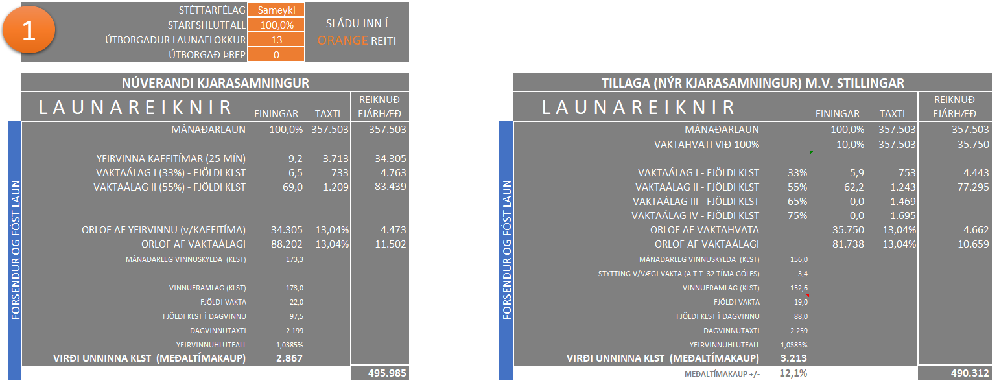 1
STÉTTARFÉLAG Sameyki
STARFSHLUTFALL 100,0%
ÚTBORGAÐUR LAUNAFLOKKUR 13
ÚTBORGAÐ ÞREP 0
SLÁÐU INN Í
ORANGE REITI
NÚVERANDI KJARASAMNINGUR
LAUNAREIKNIR EININGAR TAXTI REIKNUÐ
FJÁRHÆÐ
FORSENDUR OG FÖST LAUN
MÁNAÐARLAUN 100,0% 357.503 357.503
YFIRVINNA KAFFITÍMAR (25 MÍN) 9,2 3.713 34.305
VAKTAÁLAG I (33%) - FJÖLDI KLST 6,5 733 4.763
VAKTAÁLAG II (55%) - FJÖLDI KLST 69,0 1.209 83.439
ORLOF AF YFIRVINNU (v/KAFFITÍMA) 34.305 13,04% 4.473
ORLOF AF VAKTAÁLAGI 88.202 13,04% 11.502
MÁNAÐARLEG VINNUSKYLDA (KLST) 173,3
- -
VINNUFRAMLAG (KLST) 173,0
FJÖLDI VAKTA 22,0
FJÖLDI KLST Í DAGVINNU 97,5
DAGVINNUTAXTI 2.199
YFIRVINNUHLUTFALL 1,0385%
VIRÐI UNNINNA KLST (MEÐALTÍMAKAUP) 2.867
495.985
TILLAGA (NÝR KJARASAMNINGUR) M.V. STILLINGAR
LAUNAREIKNIR EININGAR TAXTI REIKNUÐ
FJÁRHÆÐ
FORSENDUR OG FÖST LAUN
MÁNAÐARLAUN 100,0% 357.503 357.503
VAKTAHVATI VIÐ 100% 10,0% 357.503 35.750
VAKTAÁLAG I - FJÖLDI KLST 33% 5,9 753 4.443
VAKTAÁLAG II - FJÖLDI KLST 55% 62,2 1.243 77.295
VAKTAÁLAG III - FJÖLDI KLST 65% 0,0 1.469
VAKTAÁLAG IV - FJÖLDI KLST 75% 0,0 1.695
ORLOF AF VAKTAHVATA 35.750 13,04% 4.662
ORLOF AF VAKTAÁLAGI 81.738 13,04% 10.659
MÁNAÐARLEG VINNUSKYLDA (KLST) 156,0
STYTTING V/VÆGI VAKTA (A.T.T. 32 TÍMA GÓLFS) 3,4
VINNUFRAMLAG (KLST) 152,6
FJÖLDI VAKTA 19,0
FJÖLDI KLST Í DAGVINNU 88,0
DAGVINNUTAXTI 2.259
YFIRVINNUHLUTFALL 1,0385%
VIRÐI UNNINNA KLST (MEÐALTÍMAKAUP) 3.213
MEÐALTÍMAKAUP +/- 12,1% 490.312